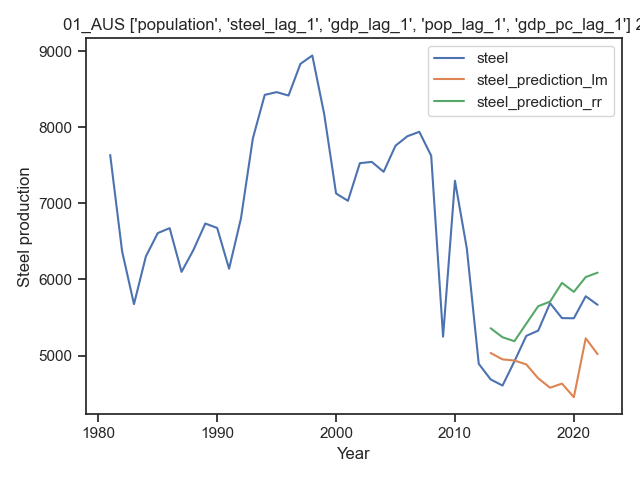 01_AUS ['population', 'steel_lag_1', 'gdp_lag_1', 'pop_lag_1', 'gdp_pc_lag_1'] 2
steel
steel_prediction_lm
steel_prediction_rr
9000
8000
7000
6000
5000
Steel production
1980
1990
2000
2010
2020
Year